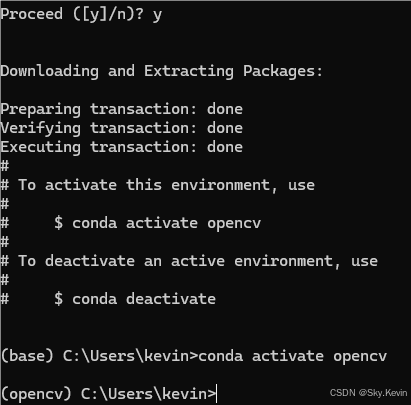 Proceed ([y]/n)? y
Downloading and Extracting Packages:
Preparing transaction: done
Verifying transaction: done
Executing transaction: done
#
# To activate this environment, use
#
#     $ conda activate opencv
#
# To deactivate an active environment, use
#
#     $ conda deactivate
(base) C:\Users\kevin>conda activate opencv
(opencv) C:\Users\kevin>
CSDN @Sky.Kevin